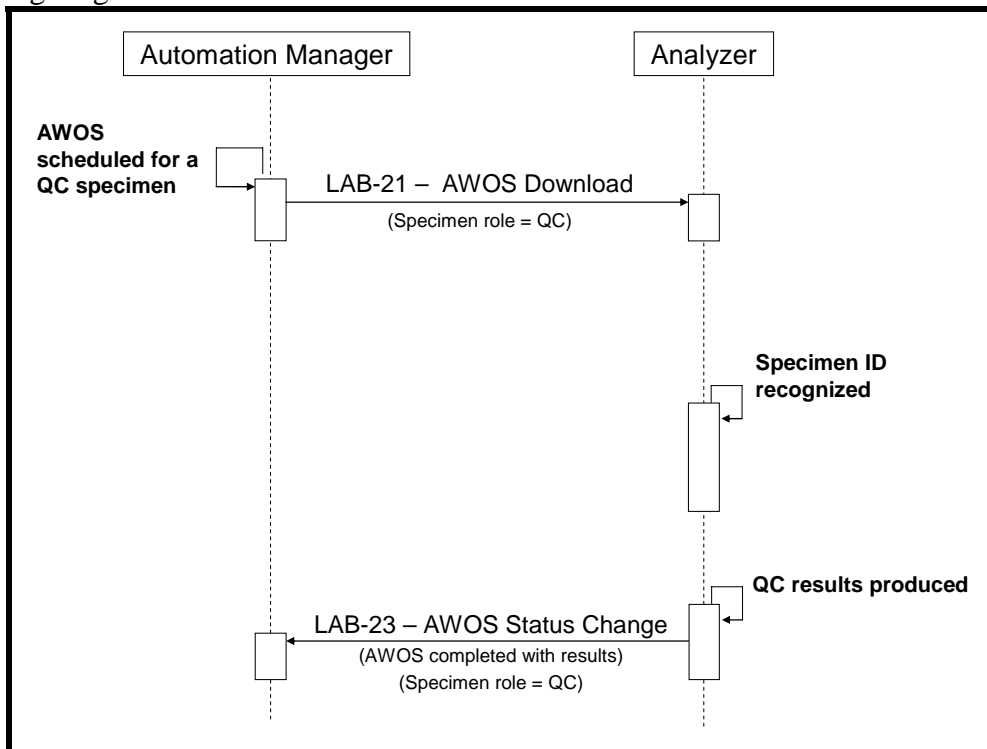 Automation Manager
Analyzer
AWOS
scheduled for a
QC specimen
LAB-21 – AWOS Download
(Specimen role = QC)
Specimen ID
recognized
QC results produced
LAB-23 – AWOS Status Change
(AWOS completed with results)
(Specimen role = QC)